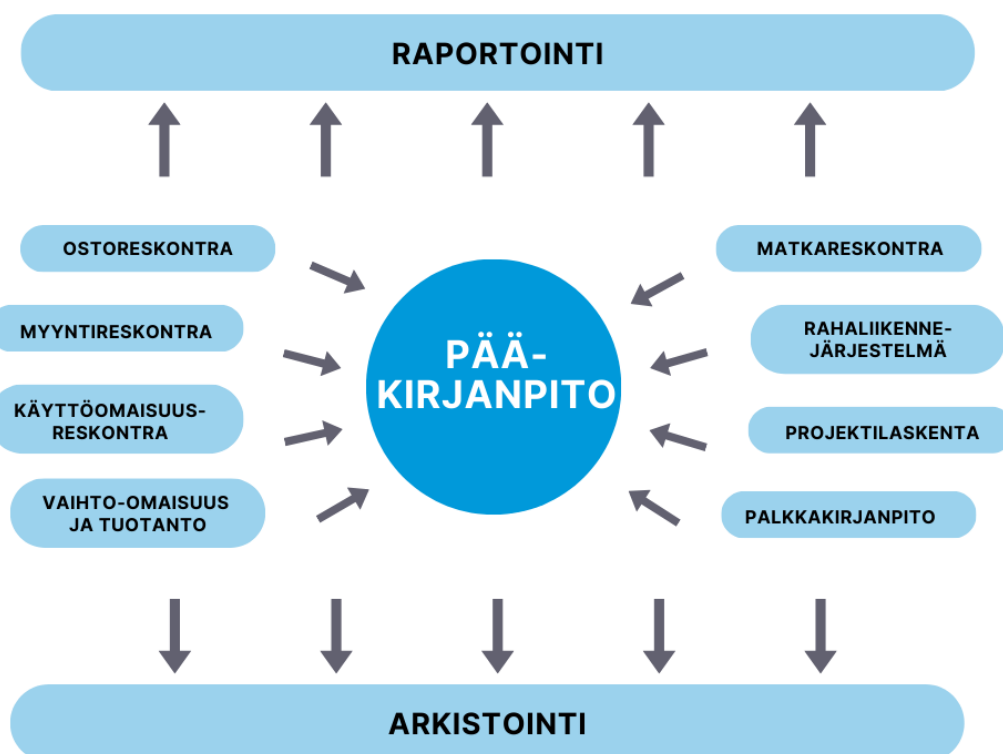 RAPORTOINTI
OSTORESKONTRA
MYYNTIRESKONTRA
KÄYTTÖOMAISUUS-
RESKONTRA
VAIHTO-OMAISUUS
JA TUOTANTO
PÄÄ-
KIRJANPITO
MATKARESKONTRA
RAHALIIKENNE-
JÄRJESTELMÄ
PROJEKTILASKENTA
PALKKAKIRJANPITO
ARKISTOINTI